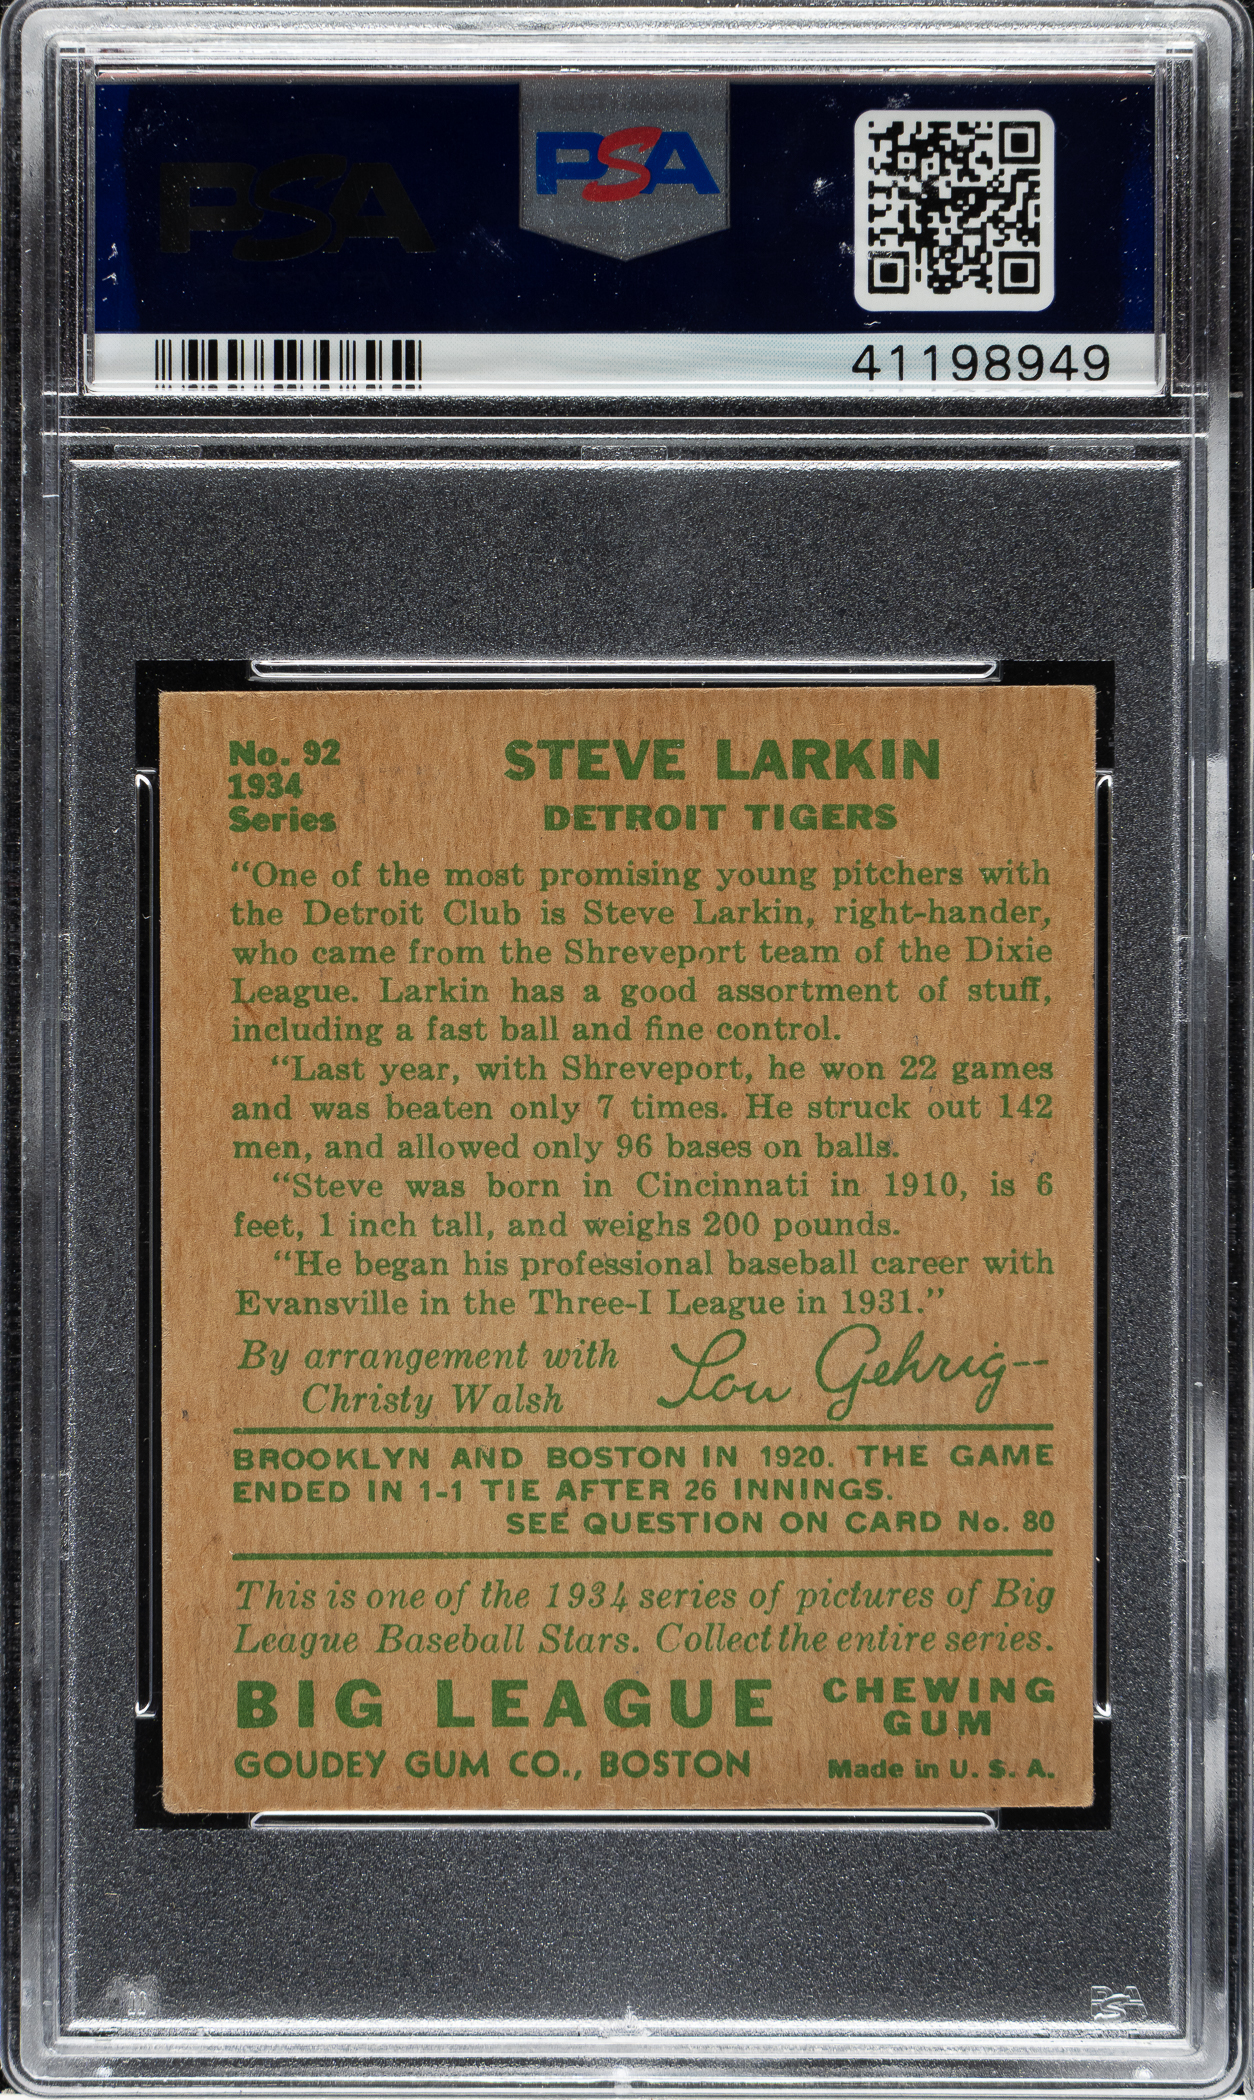 PSA
PSA
41198949
No. 92
1934
Series
STEVE LARKIN
DETROIT TIGERS
“One of the most promising young pitchers with
the Detroit Club is Steve Larkin, right-hander,
who came from the Shreveport team of the Dixie
League. Larkin has a good assortment of stuff,
including a fast ball and fine control.
“Last year, with Shreveport, he won 22 games
and was beaten only 7 times. He struck out 142
men, and allowed only 96 bases on balls.
“Steve was born in Cincinnati in 1910, is 6
feet, 1 inch tall, and weighs 200 pounds.
“He began his professional baseball career with
Evansville in the Three-I League in 1931.”
By arrangement with
Christy Walsh
Lou Gehrig--
BROOKLYN AND BOSTON IN 1920. THE GAME
ENDED IN 1-1 TIE AFTER 26 INNINGS.
SEE QUESTION ON CARD No. 80
This is one of the 1934 series of pictures of Big
League Baseball Stars. Collect the entire series.
BIG LEAGUE
CHEWING
GUM
GOUDEY GUM CO., BOSTON
Made in U. S. A.
PSA